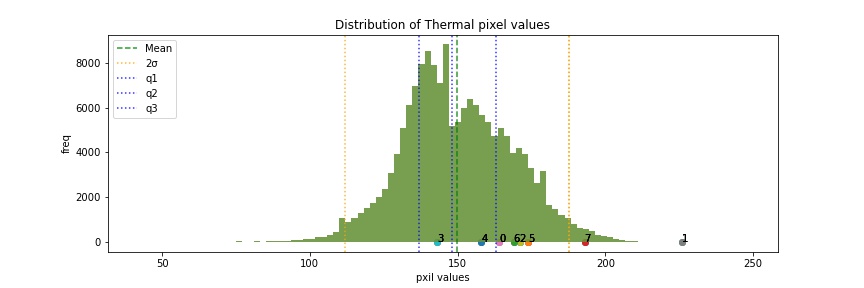 Distribution of Thermal pixel values
Mean
2σ
q1
q2
q3
freq
8000
6000
4000
2000
0
3 4 0 6 2 5 7 1
50 100 150 200 250
pxil values